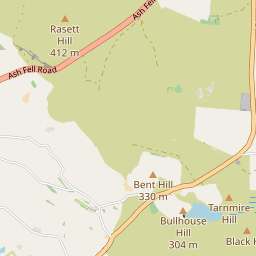 Rasett
Hill
412 m
Ash Fell Road
Ash Fell
Bent Hill
330 m
Tarnmire
Hill
Bullhouse
Hill
304 m
Black